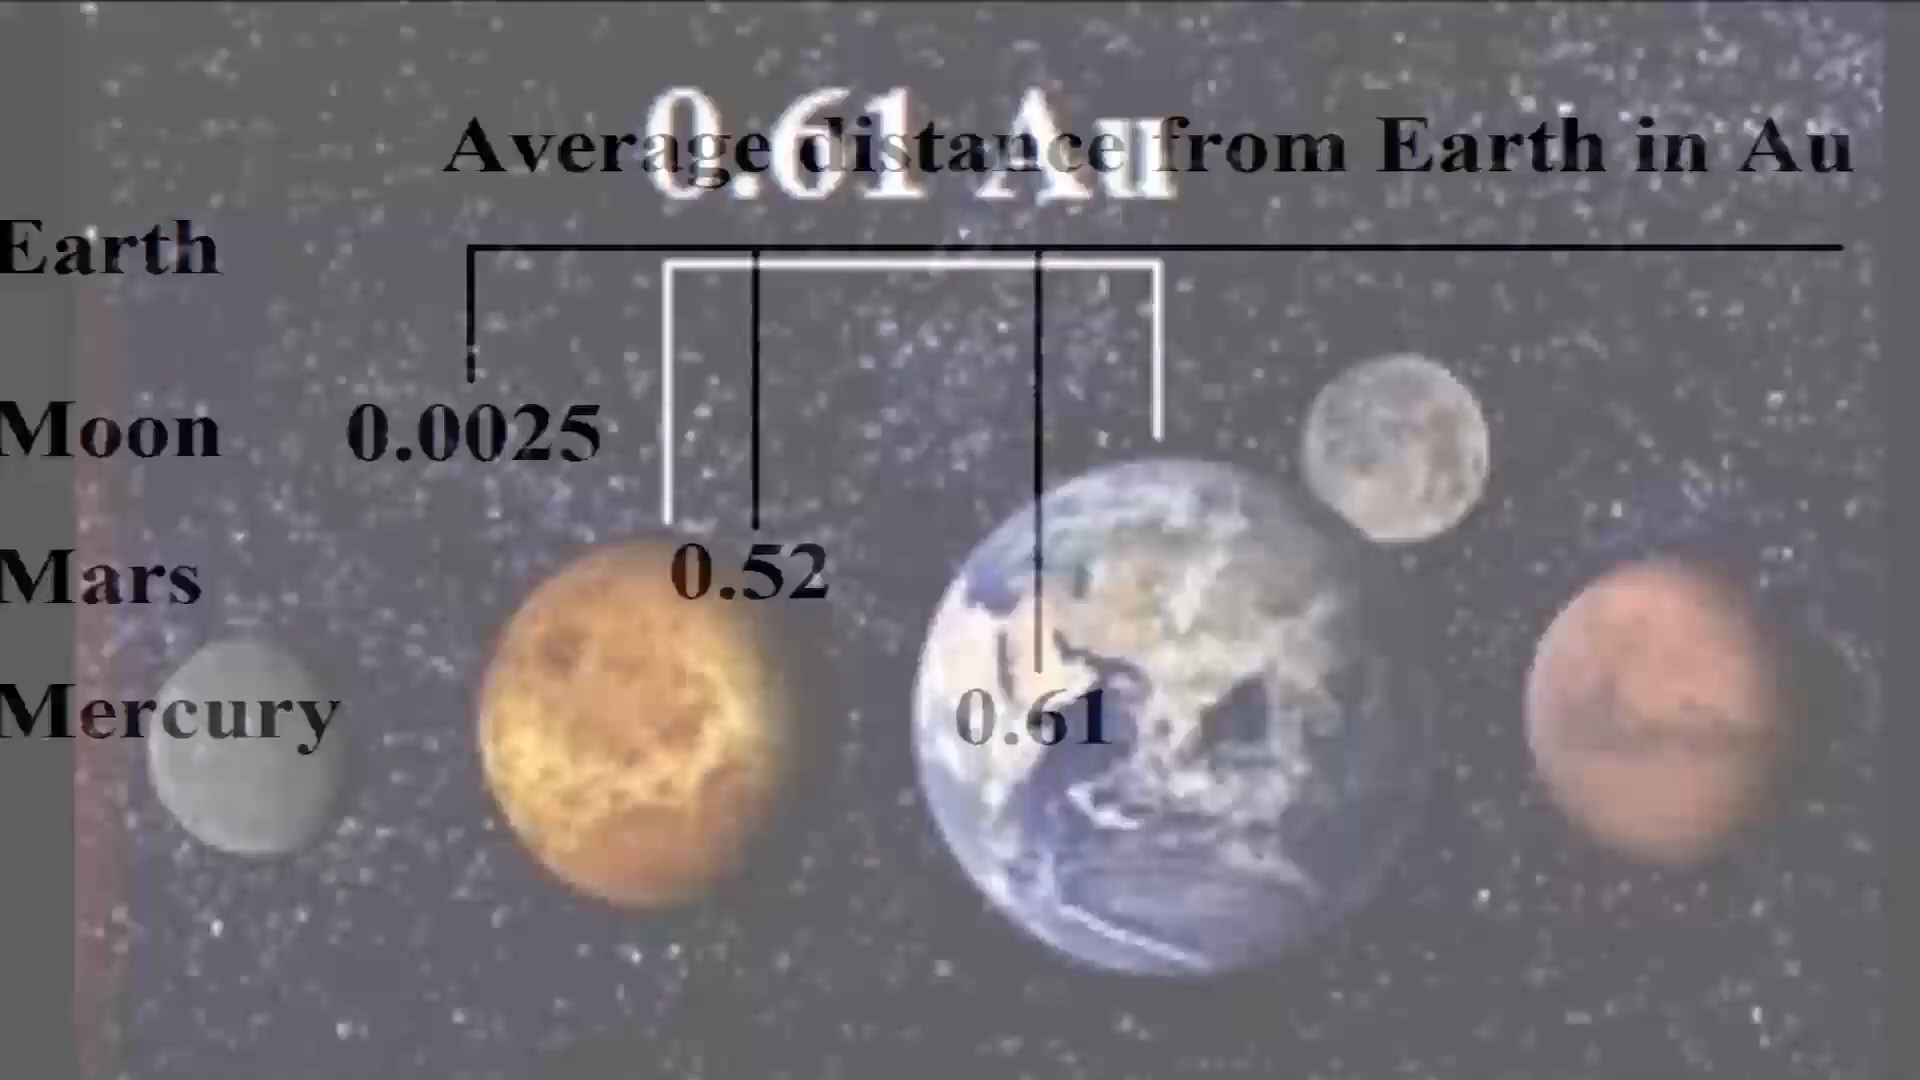 0.61 Au
Average distance from Earth in Au
Earth
Moon 0.0025
Mars 0.52
Mercury 0.61